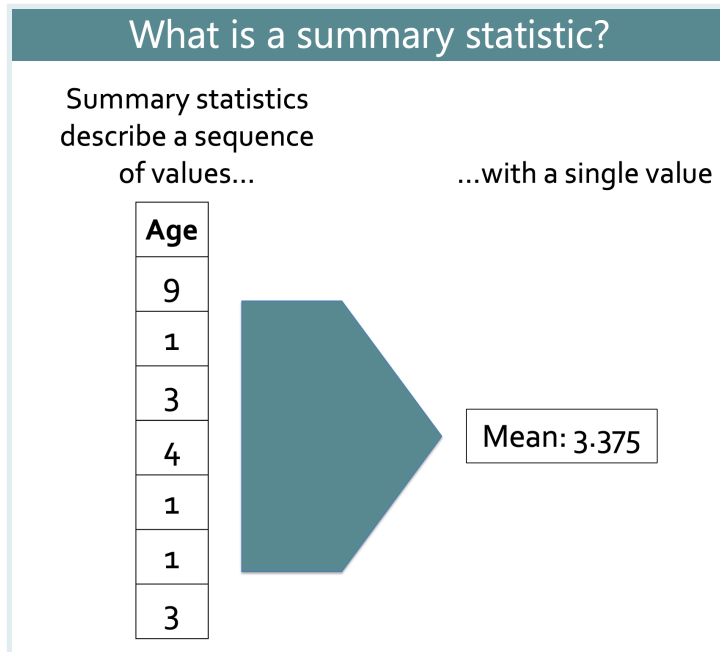 What is a summary statistic?
Summary statistics
describe a sequence
of values...
...with a single value
Age
9
1
3
4
1
1
3
Mean: 3.375